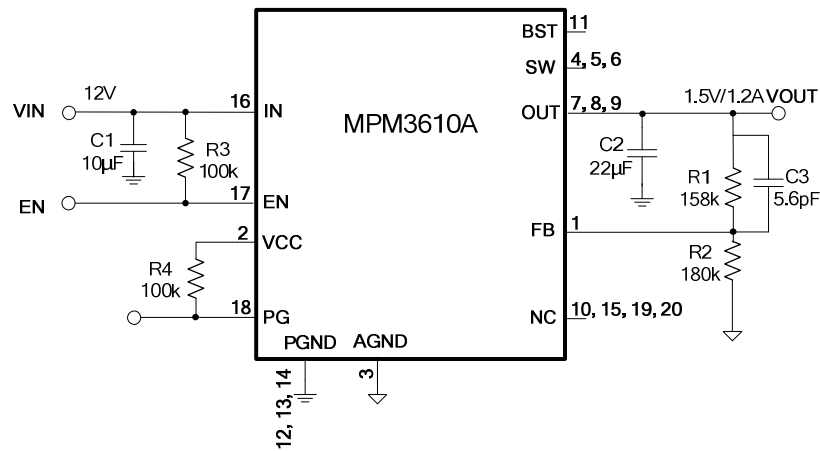 BST
11
SW
4, 5, 6
VIN
12V
16
IN
MPM3610A
OUT
7, 8, 9
1.5V/1.2A VOUT
C1
10µF
R3
100k
C2
22µF
R1
158k
C3
5.6pF
EN
17
EN
FB
1
2
VCC
R2
180k
R4
100k
18
PG
NC
10, 15, 19, 20
PGND
AGND
12, 13, 14
3